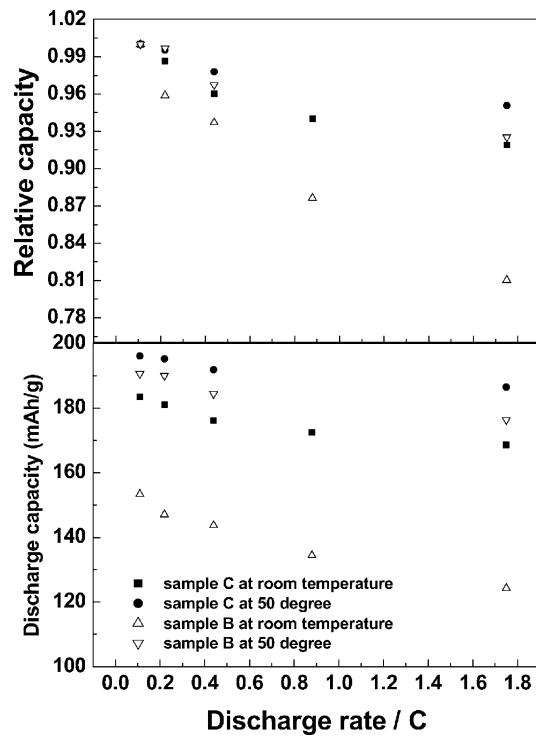 1.02
0.99
0.96
0.93
0.90
0.87
0.84
0.81
0.78
Relative capacity
200
180
160
140
120
100
Discharge capacity (mAh/g)
sample C at room temperature
sample C at 50 degree
sample B at room temperature
sample B at 50 degree
0.0 0.2 0.4 0.6 0.8 1.0 1.2 1.4 1.6 1.8
Discharge rate / C